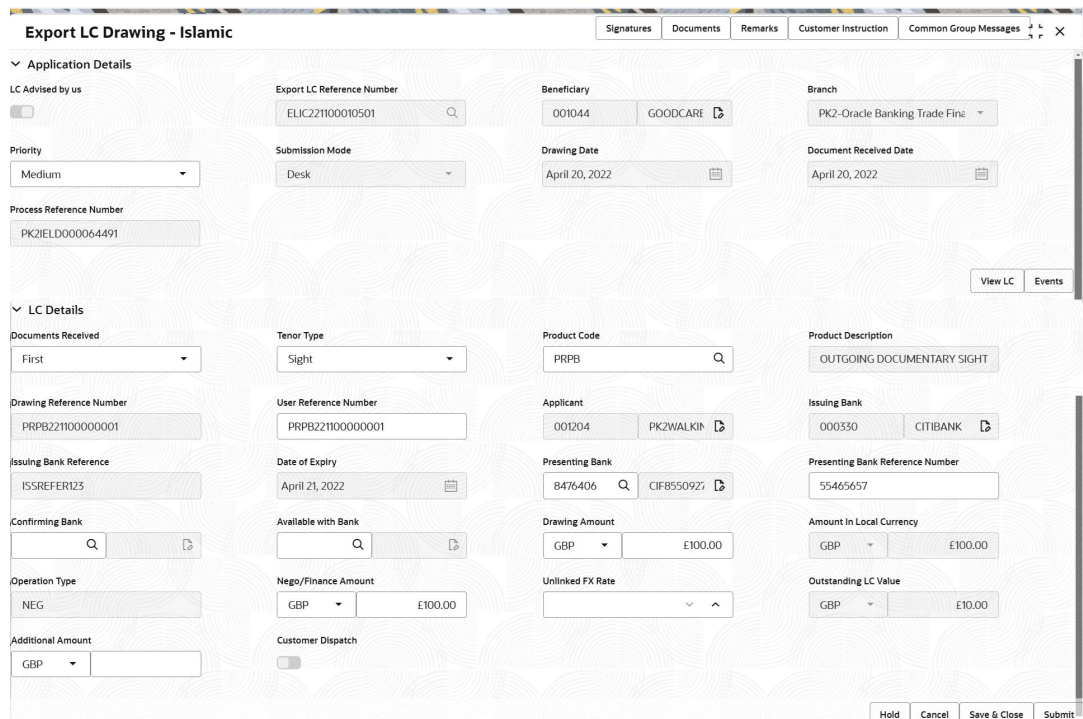 Export LC Drawing - Islamic
Signatures Documents Remarks Customer Instruction Common Group Messages
Application Details
LC Advised by us Export LC Reference Number Beneficiary Branch
ELIC221100010501 001044 GOODCARE PK2-Oracle Banking Trade Fina
Priority Submission Mode Drawing Date Document Received Date
Medium Desk April 20, 2022 April 20, 2022
Process Reference Number
PK2IELD000064491
View LC Events
LC Details
Documents Received Tenor Type Product Code Product Description
First Sight PRPB OUTGOING DOCUMENTARY SIGHT
Drawing Reference Number User Reference Number Applicant Issuing Bank
PRPB221100000001 PRPB221100000001 001204 PK2WALKIN 000330 CITIBANK
Issuing Bank Reference Date of Expiry Presenting Bank Presenting Bank Reference Number
ISSREFER123 April 21, 2022 8476406 CIF8550927 55465657
Confirming Bank Available with Bank Drawing Amount Amount In Local Currency
GBP £100.00 GBP £100.00
Operation Type Nego/Finance Amount Unlinked FX Rate Outstanding LC Value
NEG GBP £100.00 GBP £10.00
Additional Amount Customer Dispatch
GBP
Hold Cancel Save & Close Submit